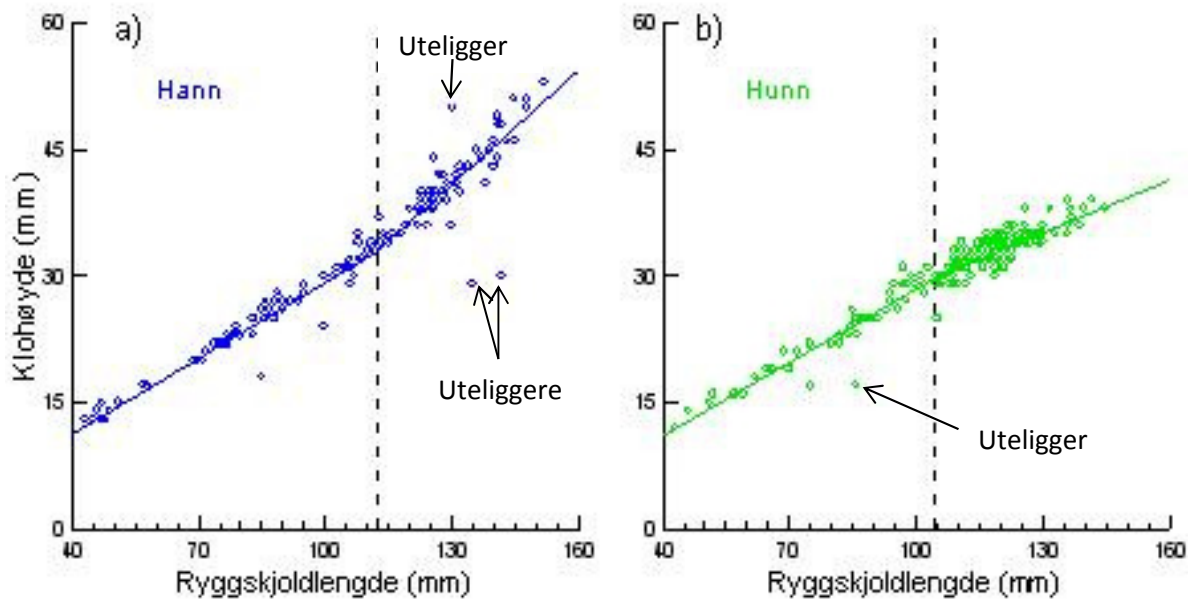 60
a)
Uteligger
Hann
45
Klohøyde (mm)
30
Uteliggere
15
0
40 70 100 130 160
Ryggskjoldlengde (mm)
60
b)
Hunn
45
30
15
Uteligger
0
40 70 100 130 160
Ryggskjoldlengde (mm)